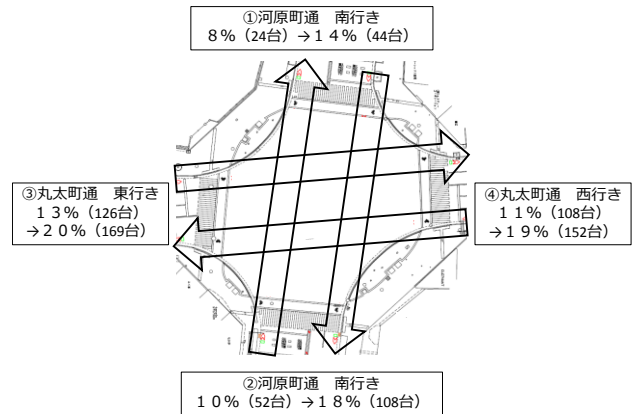 ①河原町通　南行き
８％（24台）→１４％（44台）
③丸太町通　東行き
１３％（126台）
→２０％（169台）
④丸太町通　西行き
１１％（108台）
→１９％（152台）
②河原町通　南行き
１０％（52台）→１８％（108台）